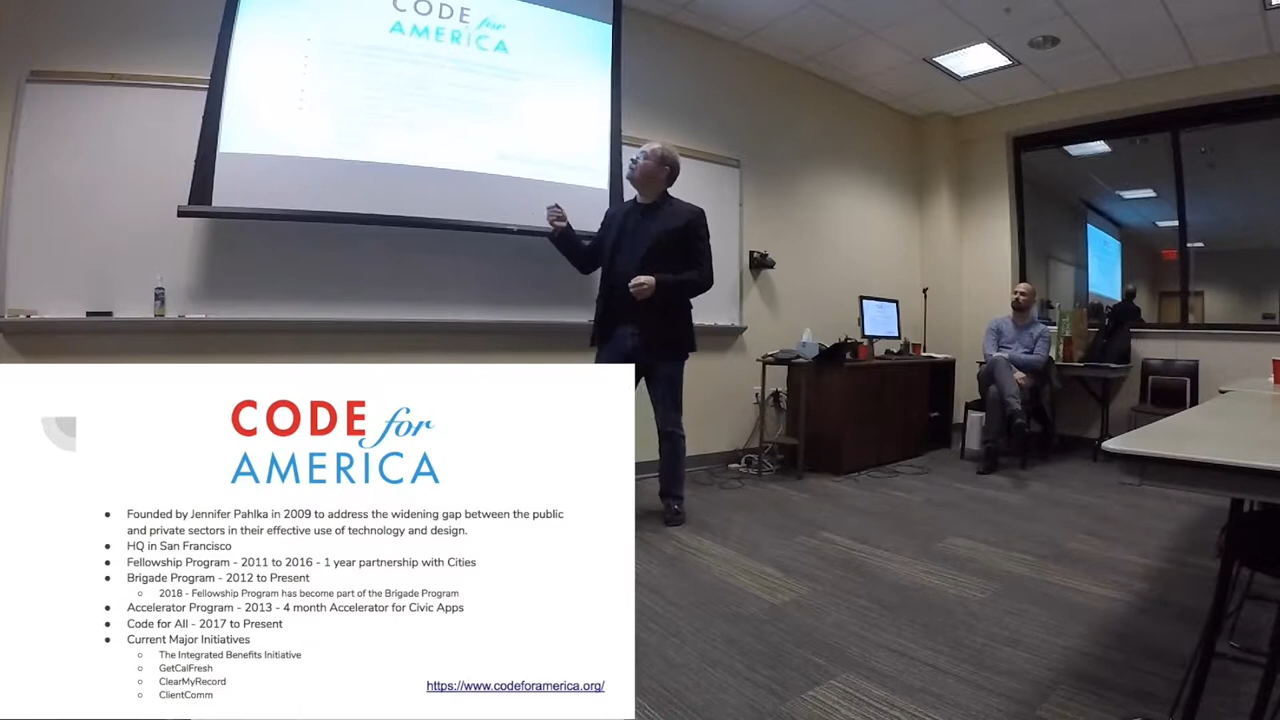 CODE for
AMERICA
CODE for
AMERICA
● Founded by Jennifer Pahlka in 2009 to address the widening gap between the public
and private sectors in their effective use of technology and design.
● HQ in San Francisco
● Fellowship Program - 2011 to 2016 - 1 year partnership with Cities
● Brigade Program - 2012 to Present
○ 2018 - Fellowship Program has become part of the Brigade Program
● Accelerator Program - 2013 - 4 month Accelerator for Civic Apps
● Code for All - 2017 to Present
● Current Major Initiatives
○ The Integrated Benefits Initiative
○ GetCalFresh
○ ClearMyRecord
○ ClientComm
https://www.codeforamerica.org/